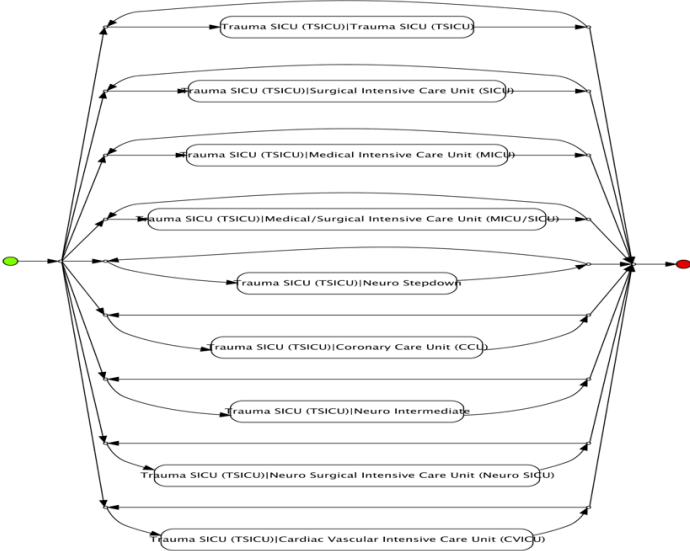 Trauma SICU (TSICU)|Trauma SICU (TSICU)
Trauma SICU (TSICU)|Surgical Intensive Care Unit (SICU)
Trauma SICU (TSICU)|Medical Intensive Care Unit (MICU)
Trauma SICU (TSICU)|Medical/Surgical Intensive Care Unit (MICU/SICU)
Trauma SICU (TSICU)|Neuro Stepdown
Trauma SICU (TSICU)|Coronary Care Unit (CCU)
Trauma SICU (TSICU)|Neuro Intermediate
Trauma SICU (TSICU)|Neuro Surgical Intensive Care Unit (Neuro SICU)
Trauma SICU (TSICU)|Cardiac Vascular Intensive Care Unit (CVICU)